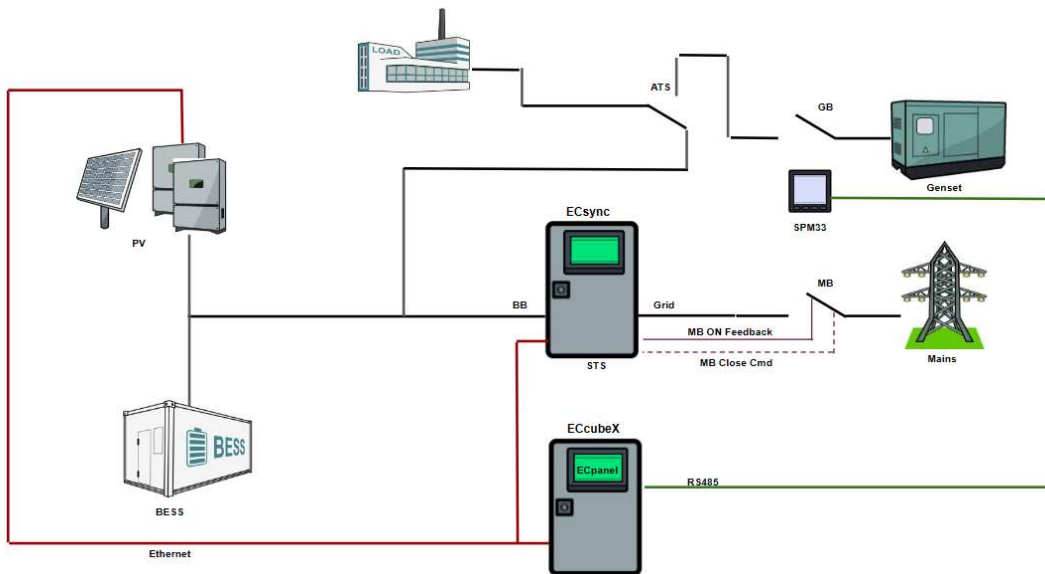 LOAD
ATS
GB
Genset
SPM33
PV
ECsync
BB
Grid
MB
MB ON Feedback
MB Close Cmd
STS
Mains
BESS
BESS
ECcubeX
ECpanel
RS485
Ethernet